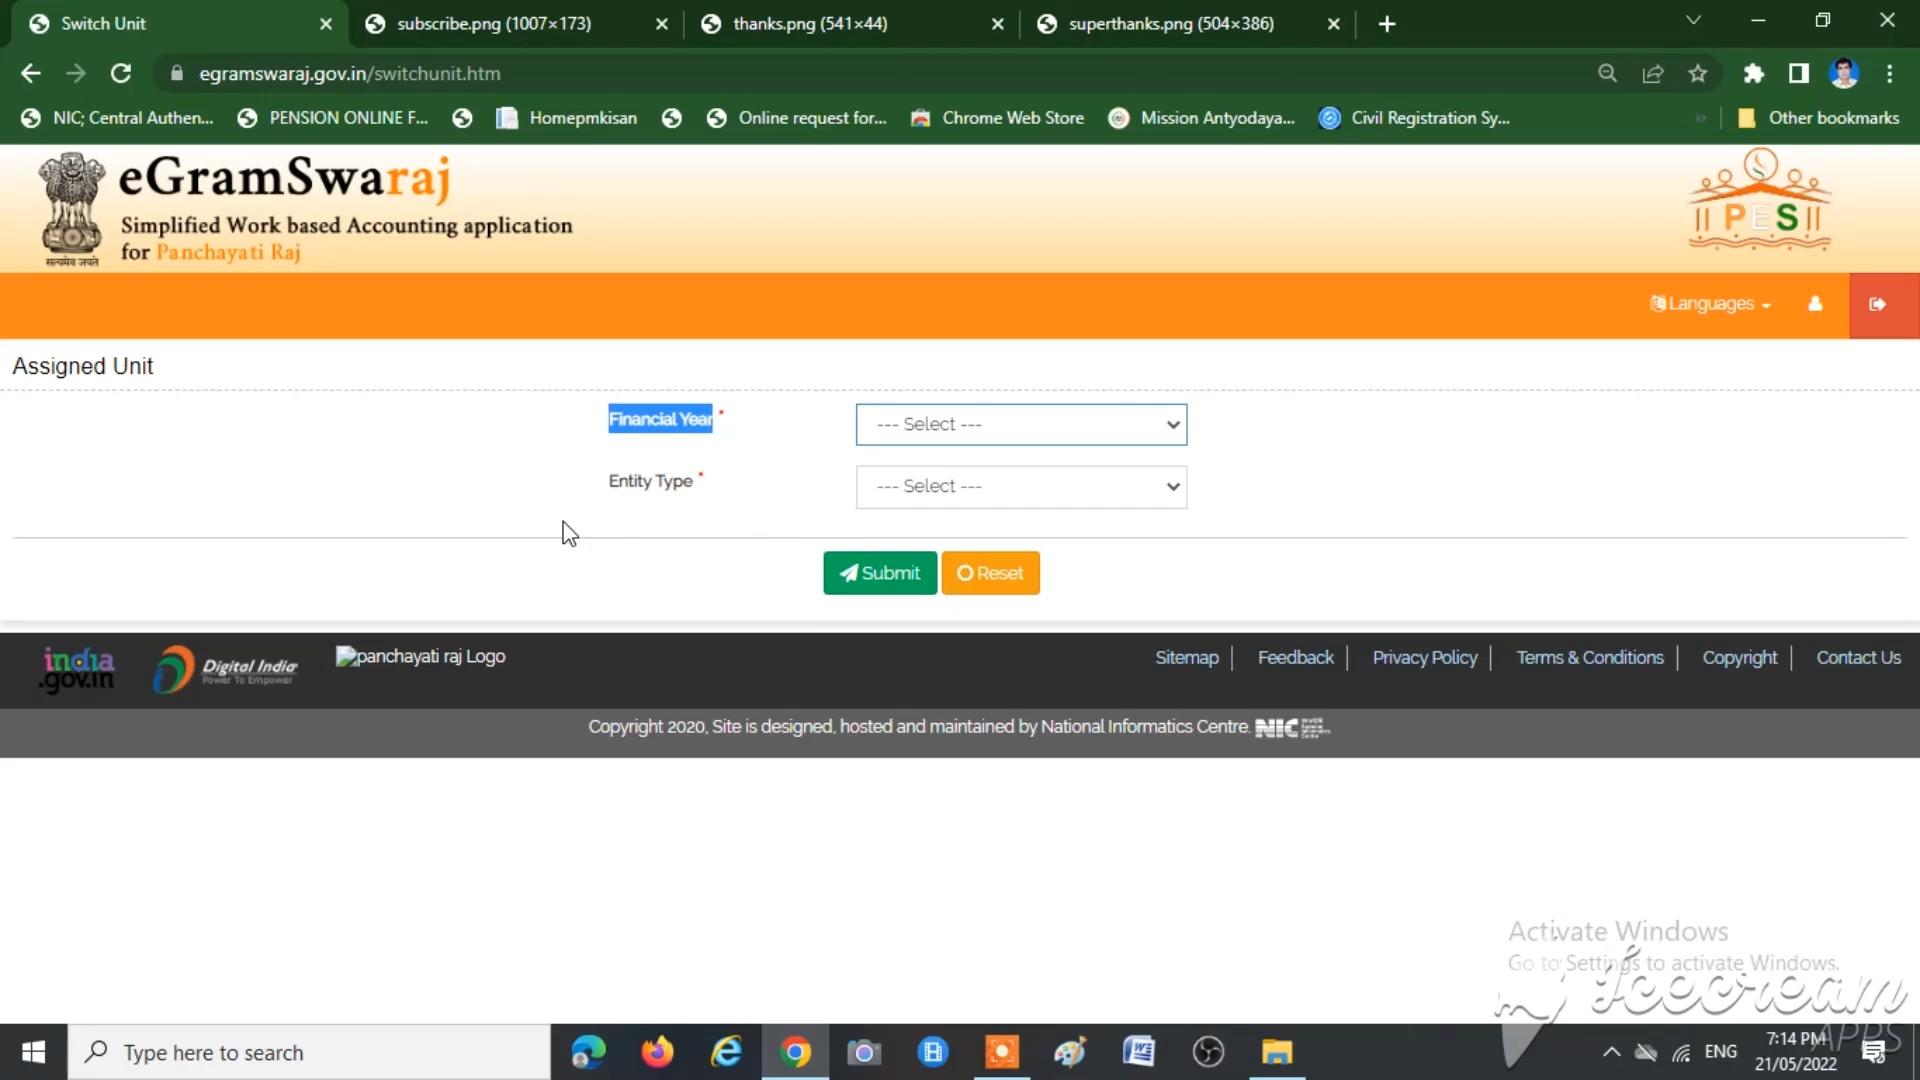 Switch Unit
subscribe.png (1007×173)
thanks.png (541×44)
superthanks.png (504×386)
egramswaraj.gov.in/switchunit.htm
NIC; Central Authen...
PENSION ONLINE F...
Homepmkisan
Online request for...
Chrome Web Store
Mission Antyodaya...
Civil Registration Sy...
Other bookmarks
eGramSwaraj
Simplified Work based Accounting application
for Panchayati Raj
सत्यमेव जयते
PES
Languages
Assigned Unit
Financial Year *
--- Select ---
Entity Type *
--- Select ---
Submit
Reset
india
.gov.in
Digital India
Power To Empower
panchayati raj Logo
Sitemap
Feedback
Privacy Policy
Terms & Conditions
Copyright
Contact Us
Copyright 2020, Site is designed, hosted and maintained by National Informatics Centre.
NIC
Activate Windows
Go to Settings to activate Windows.
Icecream
APPS
Type here to search
ENG
7:14 PM
21/05/2022